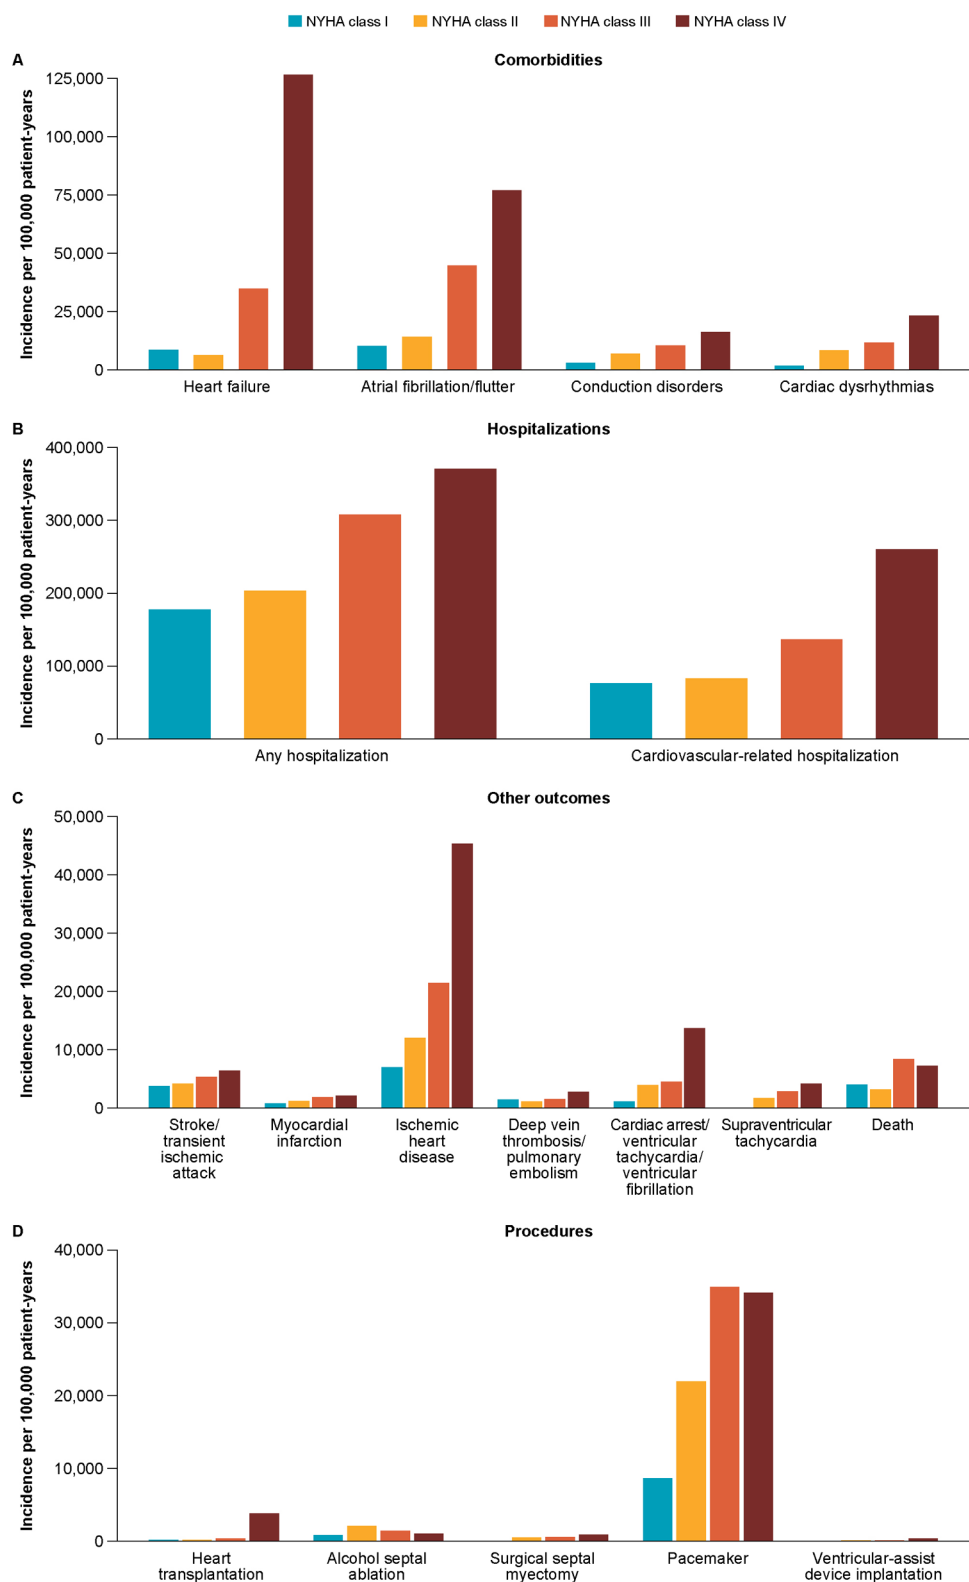 NYHA class I NYHA class II NYHA class III NYHA class IV
A Comorbidities
Incidence per 100,000 patient-years
125,000
100,000
75,000
50,000
25,000
0
Heart failure Atrial fibrillation/flutter Conduction disorders Cardiac dysrhythmias
B Hospitalizations
Incidence per 100,000 patient-years
400,000
300,000
200,000
100,000
0
Any hospitalization Cardiovascular-related hospitalization
C Other outcomes
Incidence per 100,000 patient-years
50,000
40,000
30,000
20,000
10,000
0
Stroke/
transient
ischemic
attack
Myocardial
infarction
Ischemic
heart
disease
Deep vein
thrombosis/
pulmonary
embolism
Cardiac arrest/
ventricular
tachycardia/
ventricular
fibrillation
Supraventricular
tachycardia
Death
D Procedures
Incidence per 100,000 patient-years
40,000
30,000
20,000
10,000
0
Heart
transplantation
Alcohol septal
ablation
Surgical septal
myectomy
Pacemaker
Ventricular-assist
device implantation